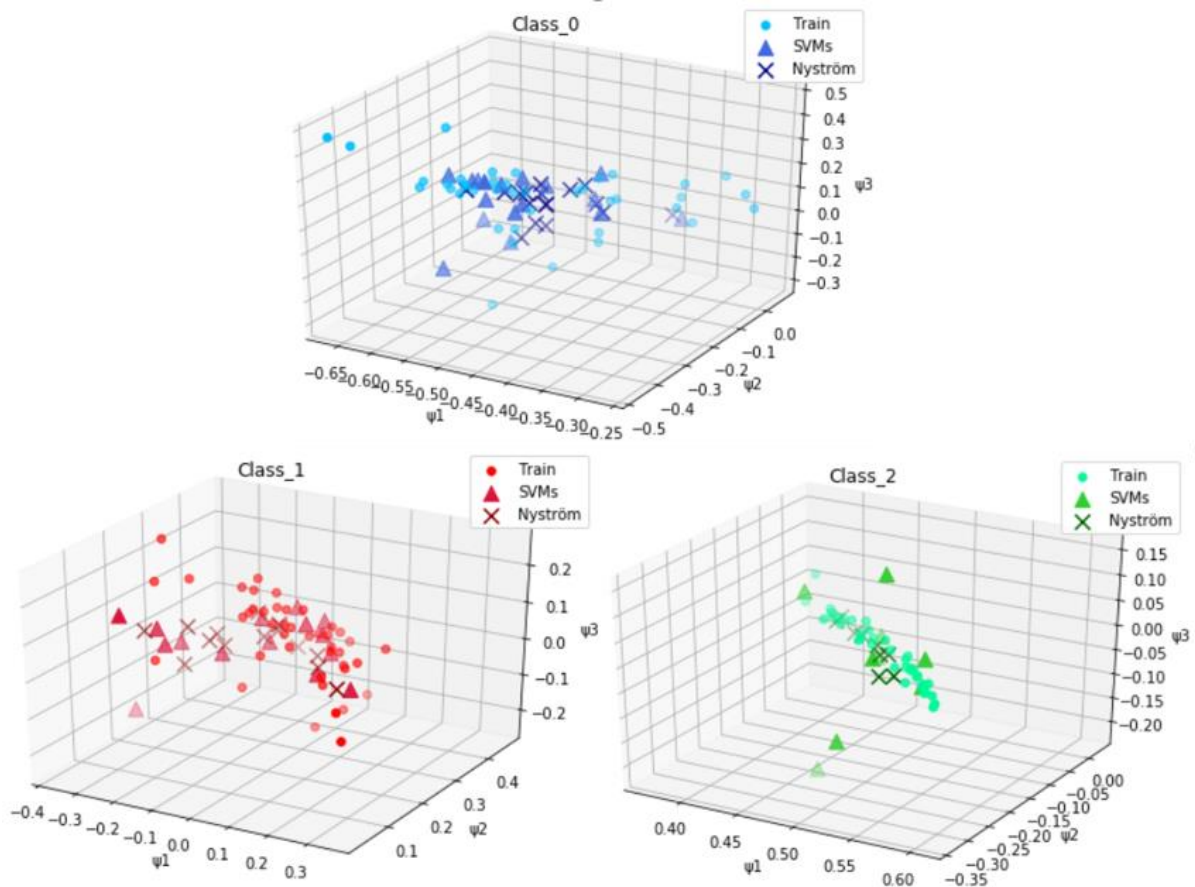 Class_0
Train
SVMs
Nyström
0.5
0.4
0.3
0.2
0.1
0.0
−0.1
−0.2
−0.3
ψ3
0.0
−0.1
−0.2
−0.3
−0.4
−0.5
ψ2
−0.65
−0.60
−0.55
−0.50
−0.45
−0.40
−0.35
−0.30
−0.25
ψ1
Class_1
Train
SVMs
Nyström
0.2
0.1
0.0
−0.1
−0.2
ψ3
0.4
0.3
0.2
0.1
ψ2
−0.4
−0.3
−0.2
−0.1
0.0
0.1
0.2
0.3
ψ1
Class_2
Train
SVMs
Nyström
0.15
0.10
0.05
0.00
−0.05
−0.10
−0.15
−0.20
ψ3
0.00
−0.05
−0.10
−0.15
−0.20
−0.25
−0.30
−0.35
ψ2
0.40
0.45
0.50
0.55
0.60
ψ1